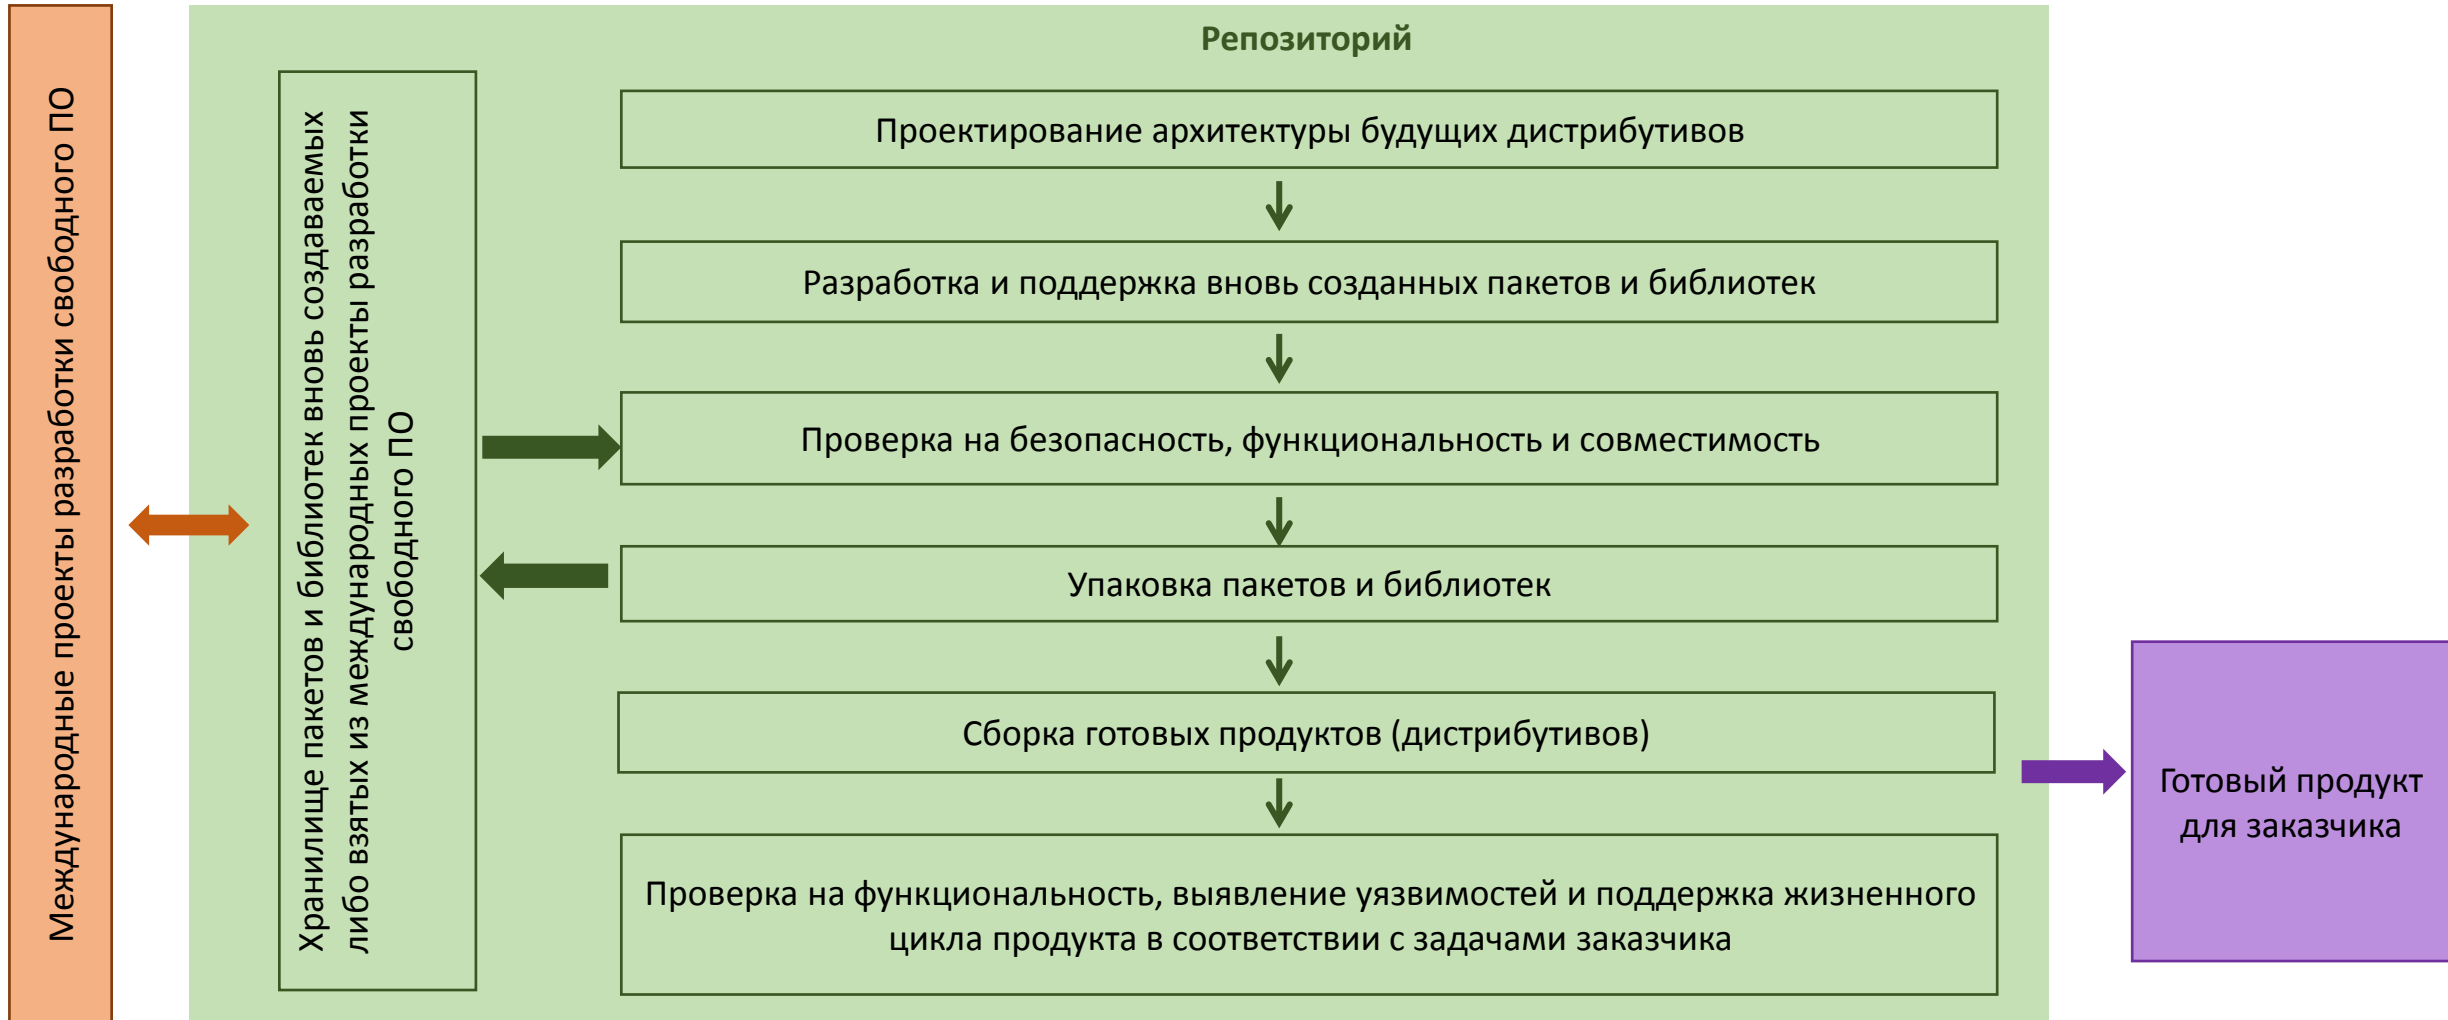 Международные проекты разработки свободного ПО
Репозиторий
Хранилище пакетов и библиотек вновь создаваемых
либо взятых из международных проекты разработки
свободного ПО
Проектирование архитектуры будущих дистрибутивов
Разработка и поддержка вновь созданных пакетов и библиотек
Проверка на безопасность, функциональность и совместимость
Упаковка пакетов и библиотек
Сборка готовых продуктов (дистрибутивов)
Проверка на функциональность, выявление уязвимостей и поддержка жизненного
цикла продукта в соответствии с задачами заказчика
Готовый продукт
для заказчика